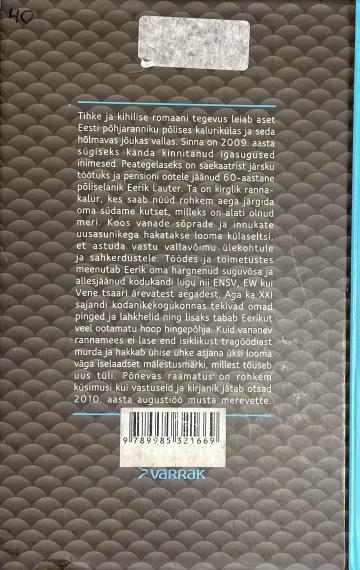 40
Tihke ja kihilise romaani tegevus leiab aset
Eesti põhjaranniku põlises kalurikülas ja seda
hõlmavas jõukas vallas. Sinna on 2009. aasta
sügiseks kanda kinnitanud igasugused
inimesed. Peategelaseks on saekaatrist järsku
töötuks ja pensioni ootele jäänud 60-aastane
põliselanik Eerik Lauter. Ta on kirglik ranna-
kalur, kes saab nüüd rohkem aega järgida
oma südame kutset, milleks on alati olnud
meri. Koos vanade sõprade ja innukate
uusasunikega hakatakse looma külaseltsi,
et astuda vastu vallavõimu ülekohtule
ja sahkerdustele. Töödes ja toimetustes
meenutab Eerik oma hargnenud suguvõsa ja
allesjäänud kodukandi lugu nii ENSV, EW kui
Vene tsaari ärevatest aegadest. Aga ka XXI
sajandi kodanikekogukonnas tekivad omad
pinged ja lahkhelid ning lisaks tabab Eerikut
veel ootamatu hoop hingepõhja. Kuid vananev
rannamees ei lase end isiklikust tragöödiast
murda ja hakkab ühise uhke asjana üksi looma
väga iselaadset mälestusmärki, millest tõuseb
uus tüli. Põnevas raamatus on rohkem
küsimusi kui vastuseid ja kirjanik jätab otsad
2010. aasta augustiöö musta merevette.
9789985321669
VARRAK